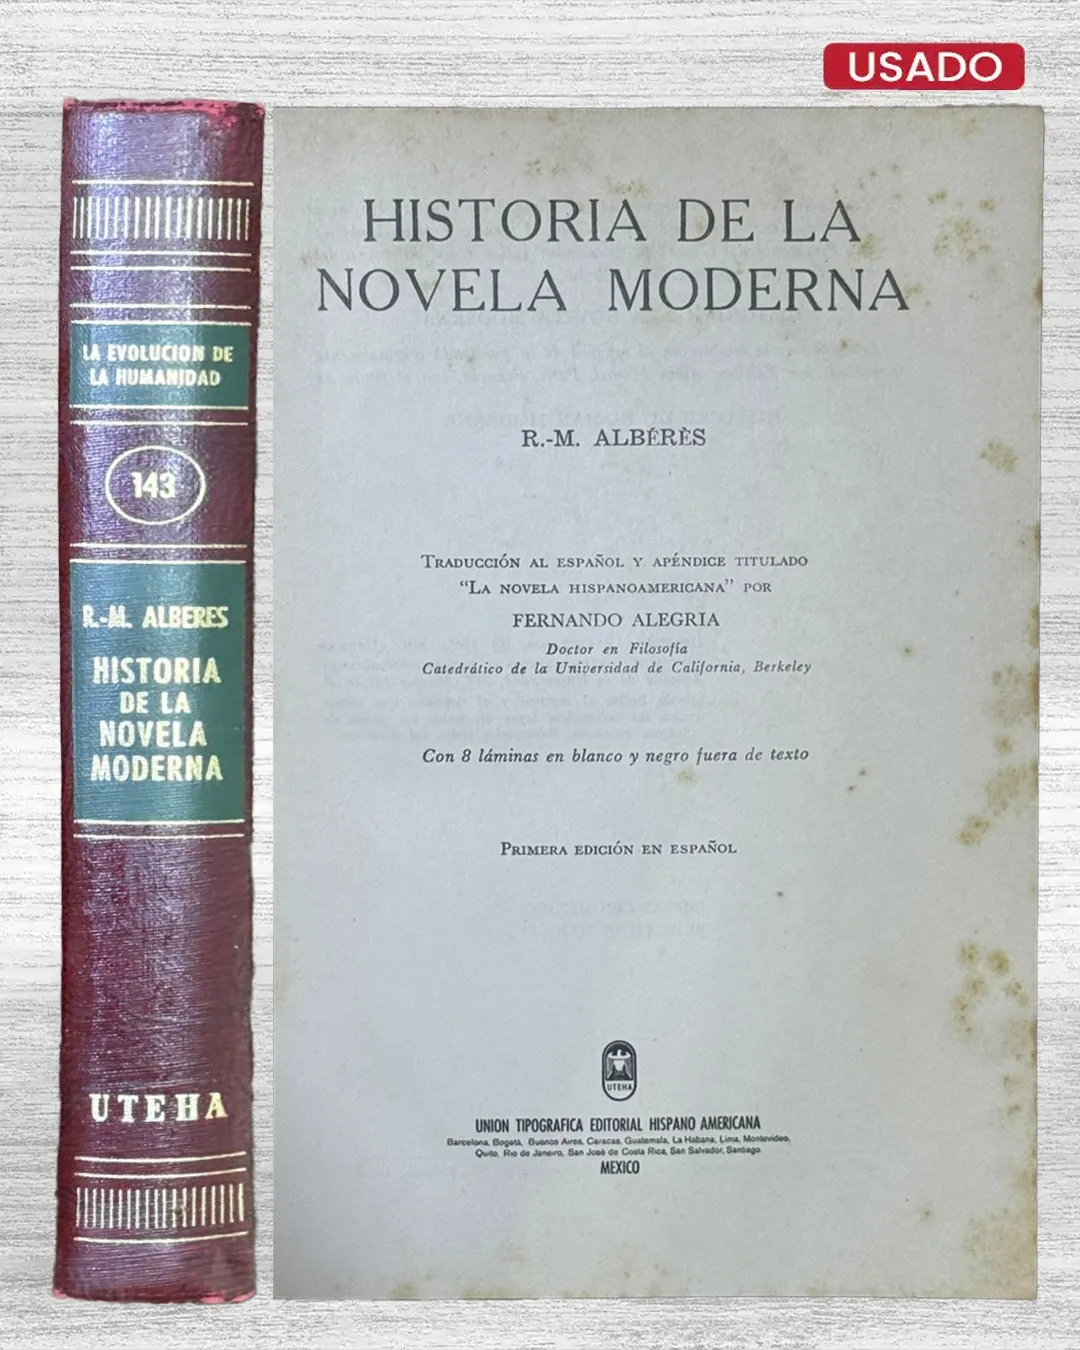 USADO
LA EVOLUCION DE
LA HUMANIDAD
143
R.-M. ALBERES
HISTORIA
DE LA
NOVELA
MODERNA
UTEHA
HISTORIA DE LA
NOVELA MODERNA
R.-M. ALBÉRÈS
TRADUCCIÓN AL ESPAÑOL Y APÉNDICE TITULADO
“LA NOVELA HISPANOAMERICANA” POR
FERNANDO ALEGRIA
Doctor en Filosofía
Catedrático de la Universidad de California, Berkeley
Con 8 láminas en blanco y negro fuera de texto
PRIMERA EDICIÓN EN ESPAÑOL
UTEHA
UNION TIPOGRAFICA EDITORIAL HISPANO AMERICANA
Barcelona, Bogotá, Buenos Aires, Caracas, Guatemala, La Habana, Lima, Montevideo,
Quito, Rio de Janeiro, San José de Costa Rica, San Salvador, Santiago.
MEXICO